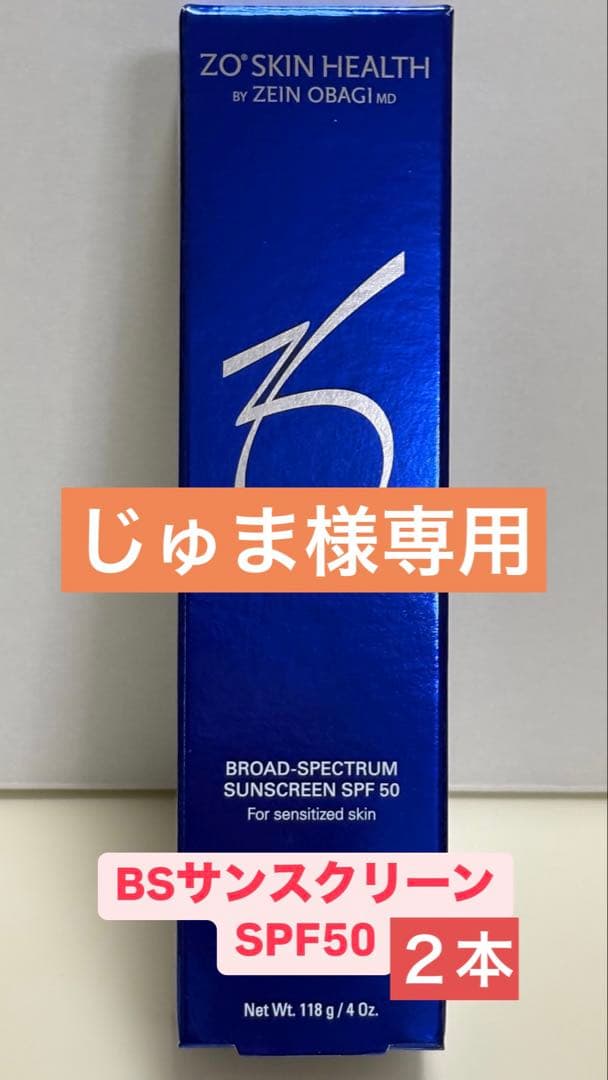 ZO® SKIN HEALTH
BY ZEIN OBAGI MD
じゅま様専用
BROAD-SPECTRUM
SUNSCREEN SPF 50
For sensitized skin
BSサンスクリーン
SPF50
２本
Net Wt. 118 g / 4 Oz.